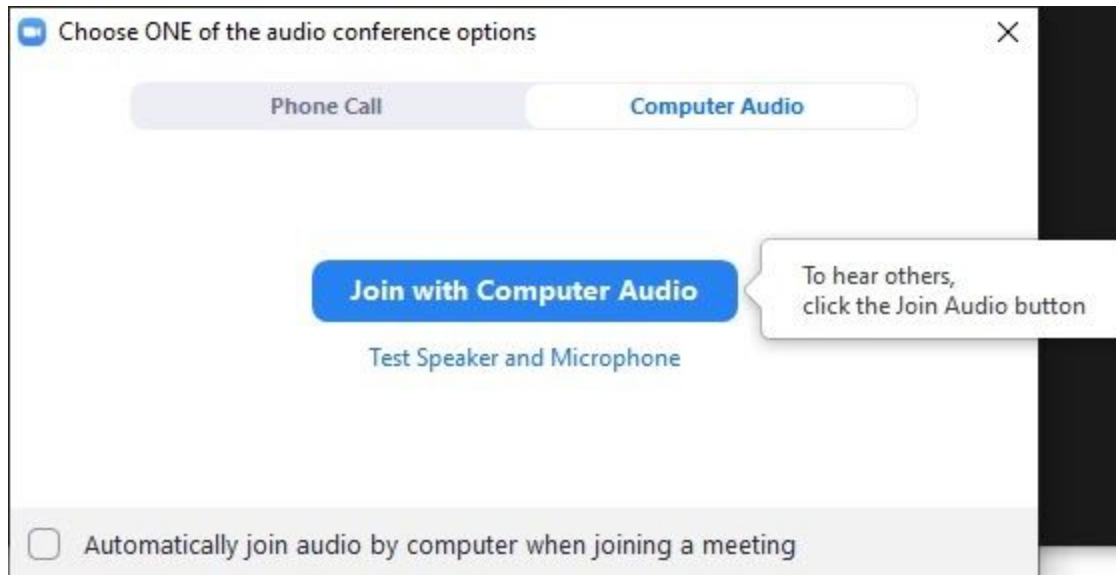 Choose ONE of the audio conference options
Phone Call
Computer Audio
Join with Computer Audio
To hear others,
click the Join Audio button
Test Speaker and Microphone
Automatically join audio by computer when joining a meeting